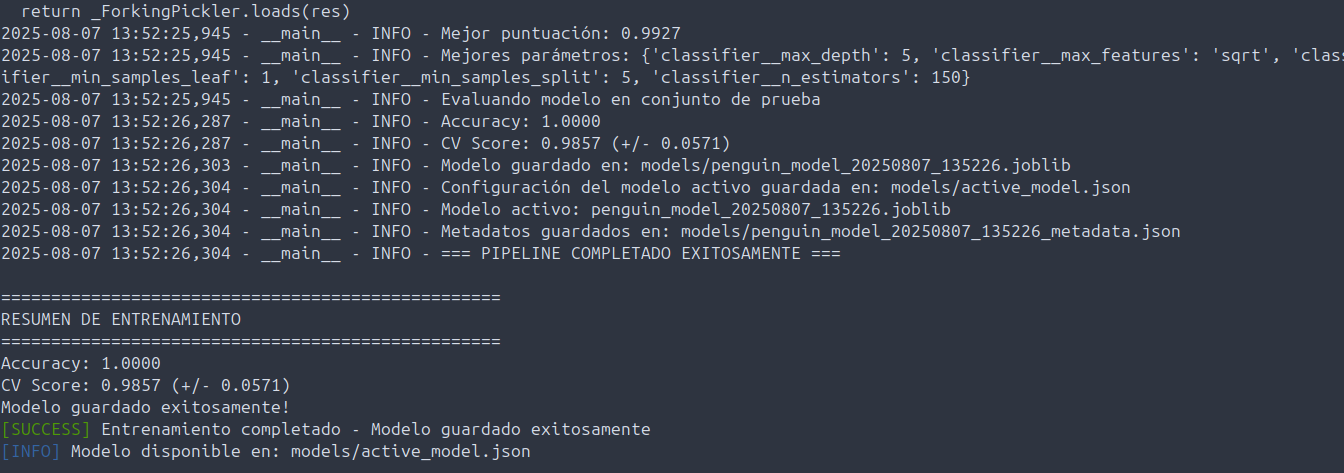 return _ForkingPickler.loads(res)
2025-08-07 13:52:25,945 - __main__ - INFO - Mejor puntuación: 0.9927
2025-08-07 13:52:25,945 - __main__ - INFO - Mejores parámetros: {'classifier__max_depth': 5, 'classifier__max_features': 'sqrt', 'clas
ifier__min_samples_leaf': 1, 'classifier__min_samples_split': 5, 'classifier__n_estimators': 150}
2025-08-07 13:52:25,945 - __main__ - INFO - Evaluando modelo en conjunto de prueba
2025-08-07 13:52:26,287 - __main__ - INFO - Accuracy: 1.0000
2025-08-07 13:52:26,287 - __main__ - INFO - CV Score: 0.9857 (+/- 0.0571)
2025-08-07 13:52:26,303 - __main__ - INFO - Modelo guardado en: models/penguin_model_20250807_135226.joblib
2025-08-07 13:52:26,304 - __main__ - INFO - Configuración del modelo activo guardada en: models/active_model.json
2025-08-07 13:52:26,304 - __main__ - INFO - Modelo activo: penguin_model_20250807_135226.joblib
2025-08-07 13:52:26,304 - __main__ - INFO - Metadatos guardados en: models/penguin_model_20250807_135226_metadata.json
2025-08-07 13:52:26,304 - __main__ - INFO - === PIPELINE COMPLETADO EXITOSAMENTE ===
==================================================
RESUMEN DE ENTRENAMIENTO
==================================================
Accuracy: 1.0000
CV Score: 0.9857 (+/- 0.0571)
Modelo guardado exitosamente!
[SUCCESS] Entrenamiento completado - Modelo guardado exitosamente
[INFO] Modelo disponible en: models/active_model.json